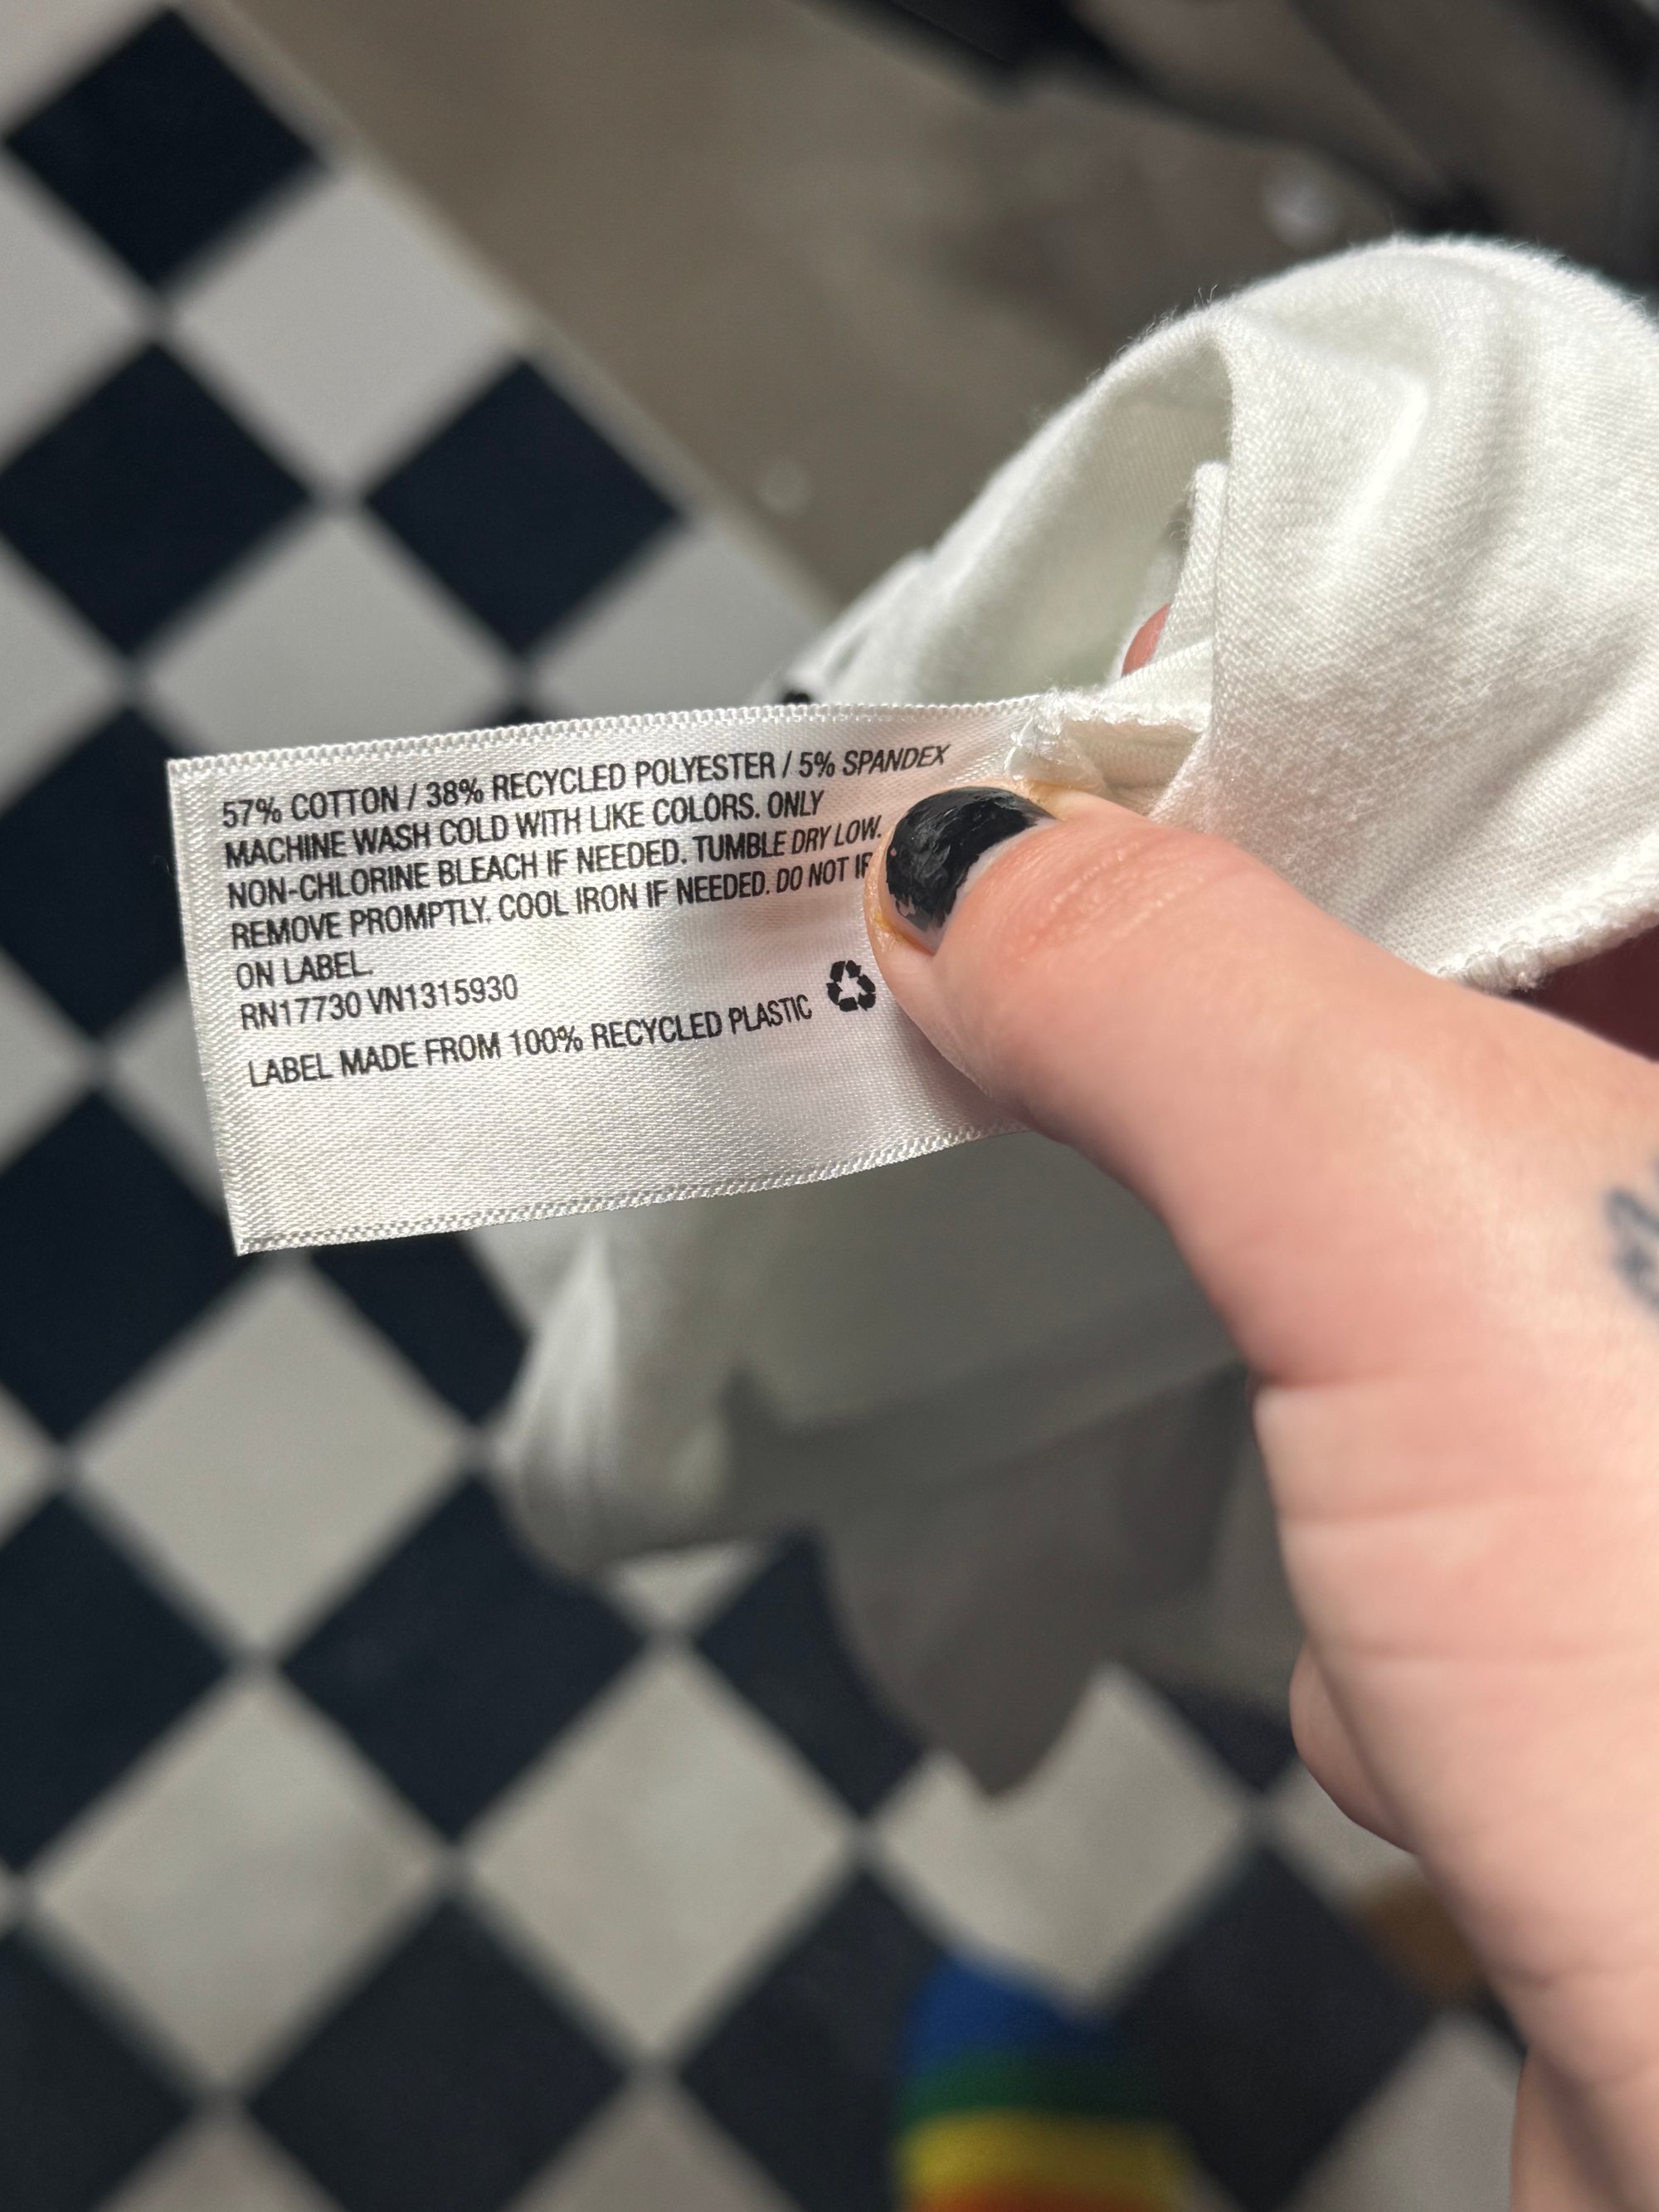 57% COTTON / 38% RECYCLED POLYESTER / 5% SPANDEX
MACHINE WASH COLD WITH LIKE COLORS. ONLY
NON-CHLORINE BLEACH IF NEEDED. TUMBLE DRY LOW.
REMOVE PROMPTLY. COOL IRON IF NEEDED. DO NOT
ON LABEL.
RN17730 VN1315930
LABEL MADE FROM 100% RECYCLED PLASTIC